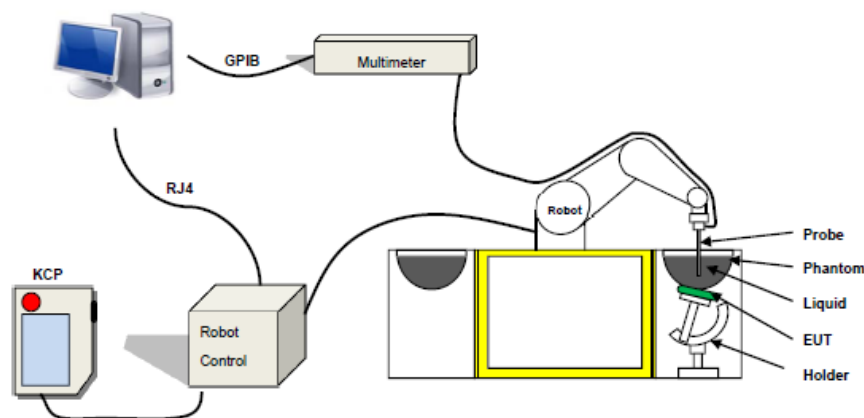 GPIB
Multimeter
RJ4
Robot
Probe
Phantom
KCP
Liquid
Robot
Control
EUT
Holder